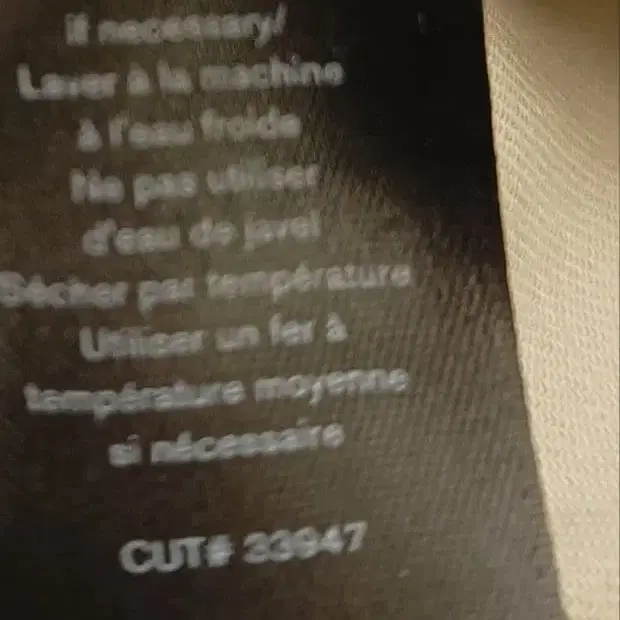 if necessary/
Laver à la machine
à l'eau froide
Ne pas utiliser
d'eau de javel
Sécher par température
Utiliser un fer à
température moyenne
si nécessaire
CUT# 33947